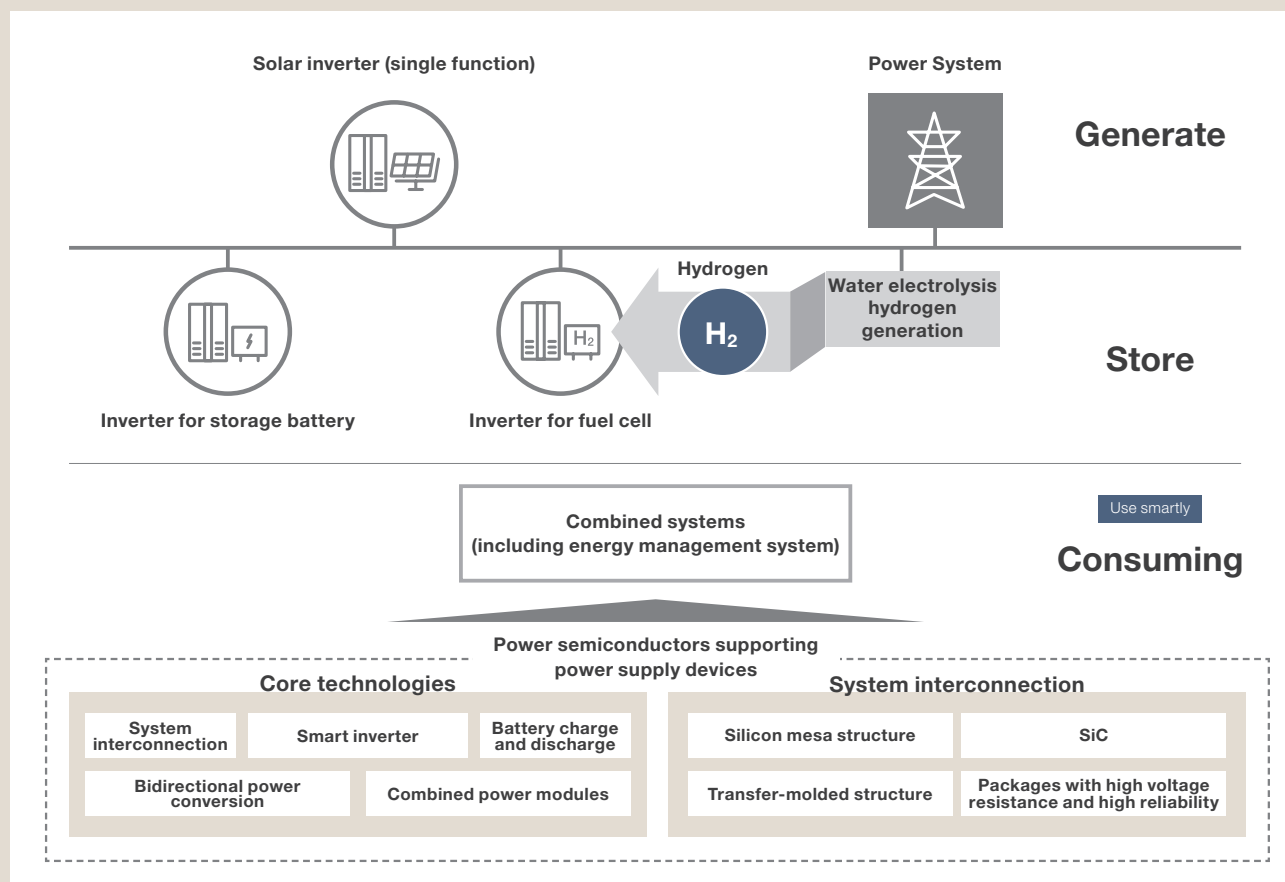 Solar inverter (single function)
Power System
Generate
Hydrogen
H₂
H₂
Water electrolysis
hydrogen
generation
Store
Inverter for storage battery
Inverter for fuel cell
Combined systems
(including energy management system)
Use smartly
Consuming
Power semiconductors supporting
power supply devices
Core technologies
System
interconnection
Smart inverter
Battery charge
and discharge
Bidirectional power
conversion
Combined power modules
System interconnection
Silicon mesa structure
SiC
Transfer-molded structure
Packages with high voltage
resistance and high reliability